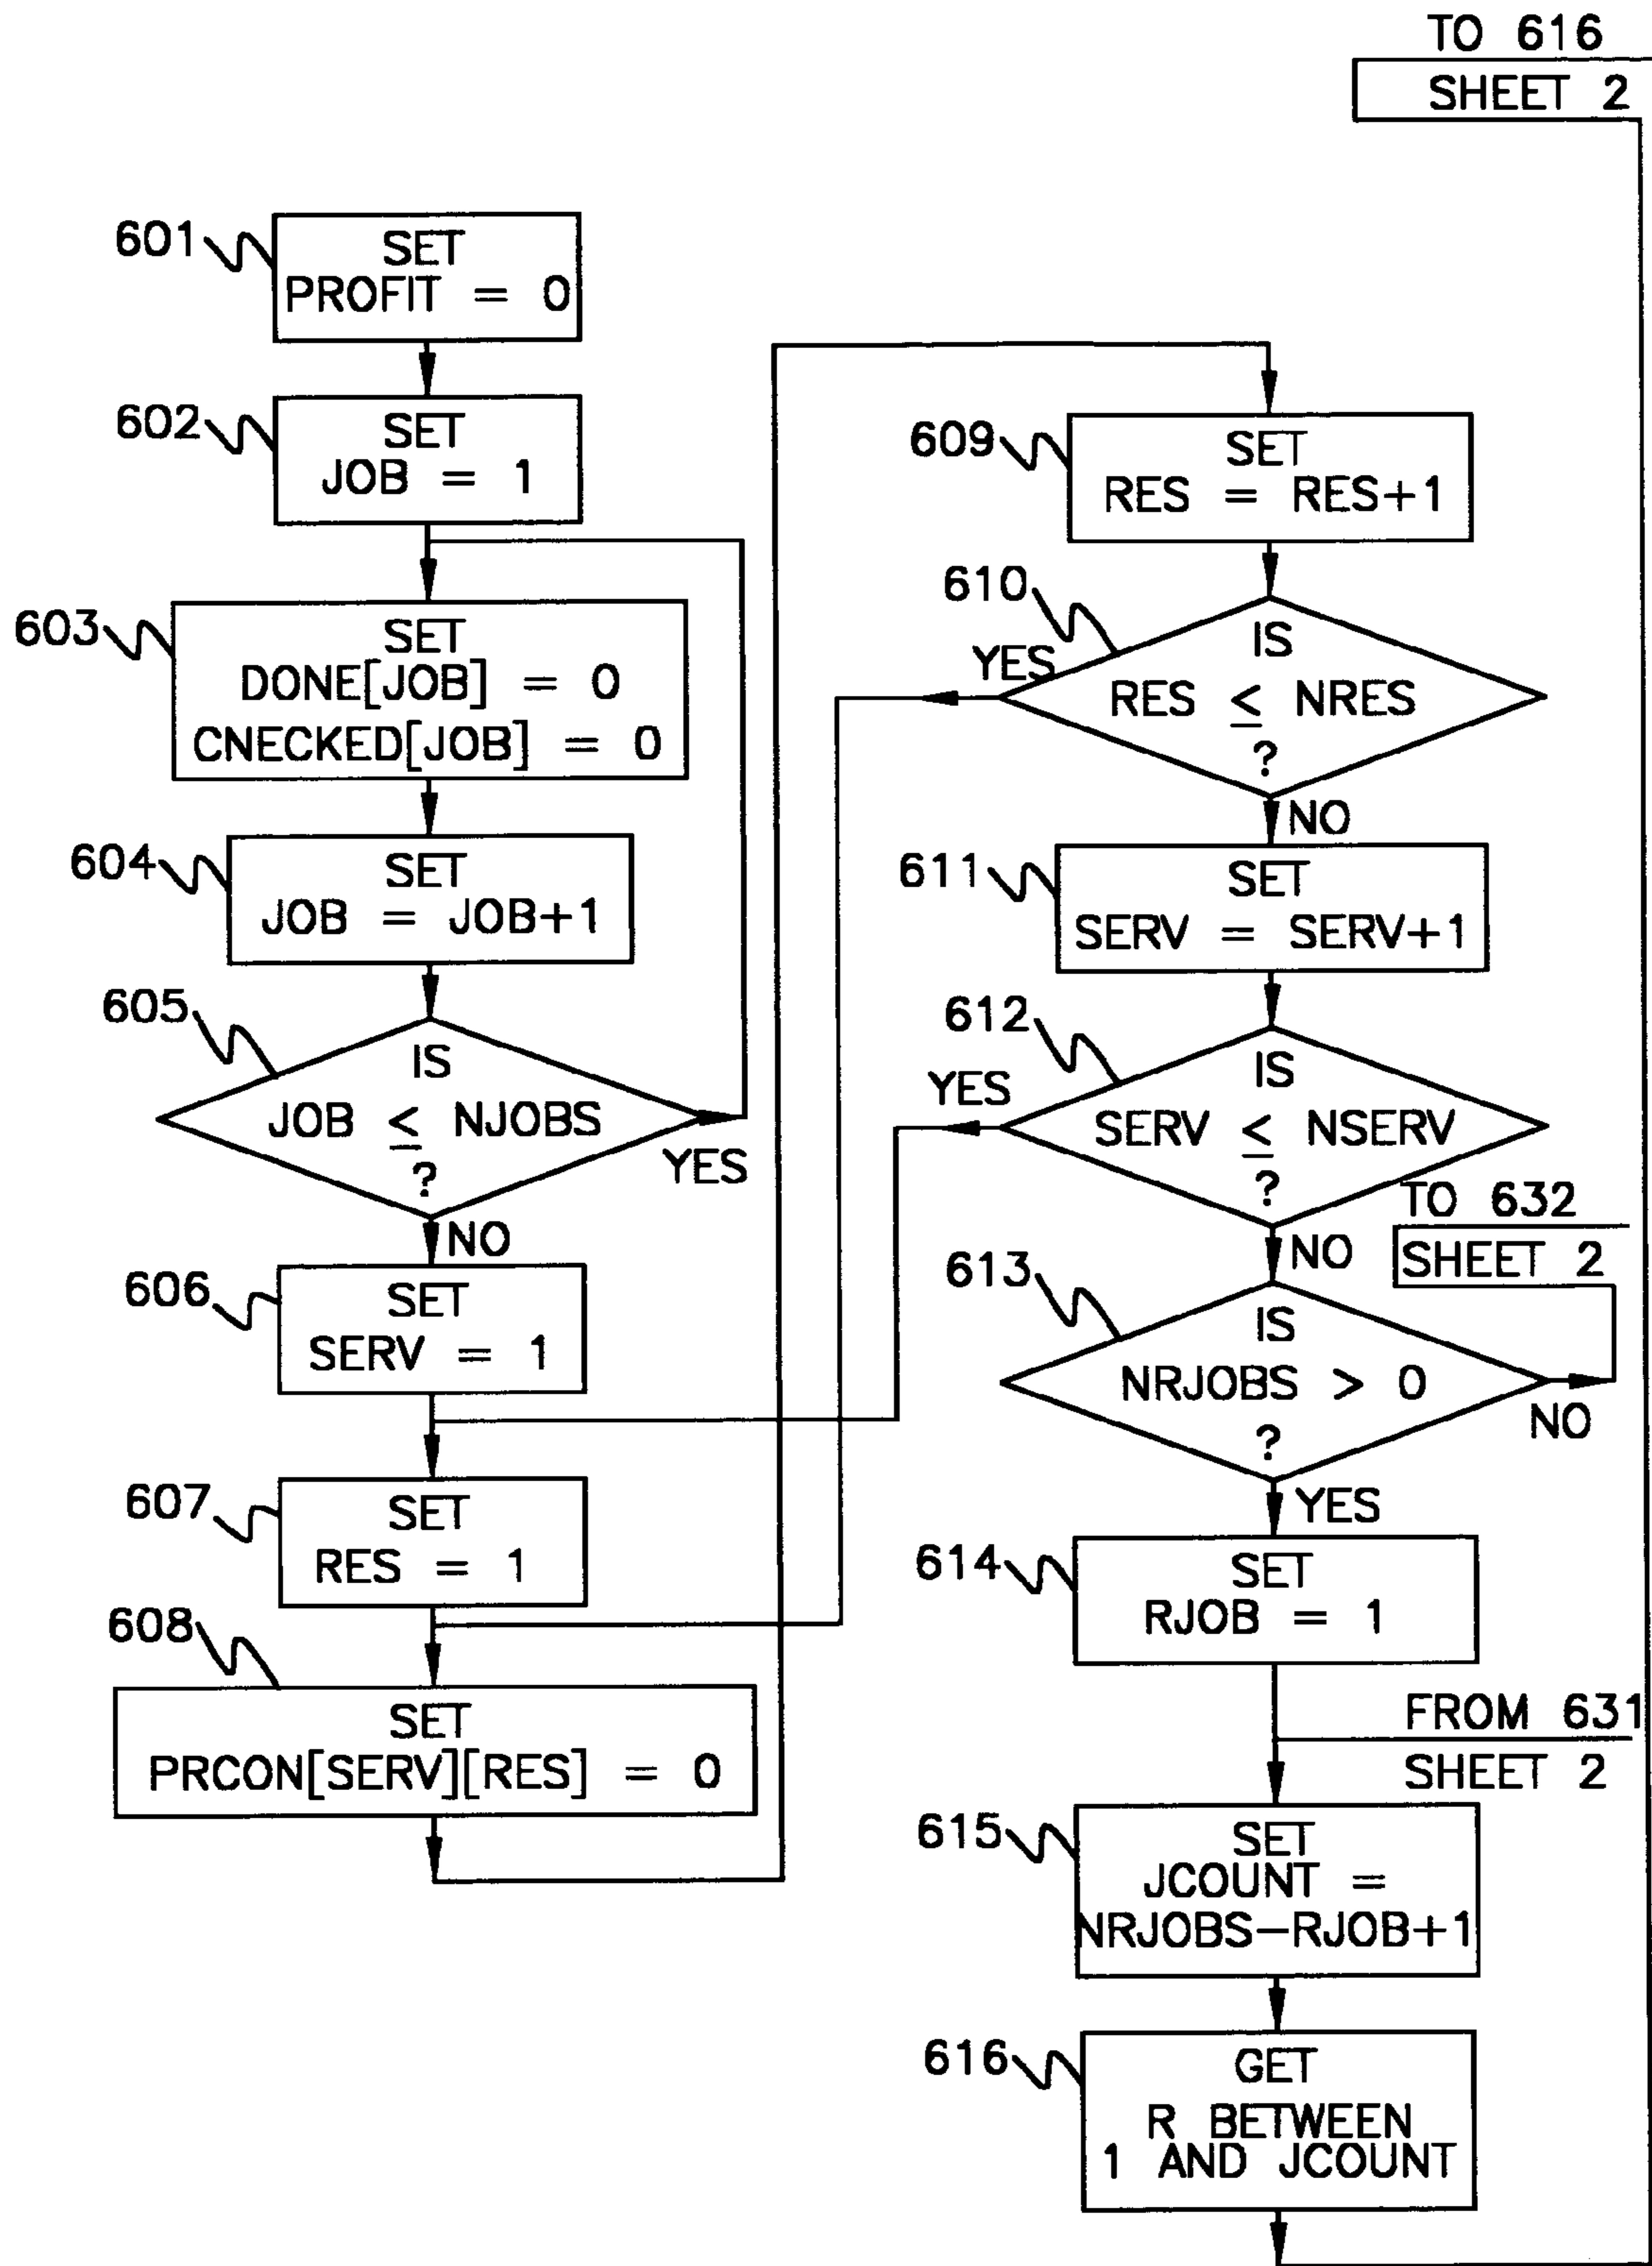 TO 616
SHEET 2
601
SET
PROFIT = 0
602
SET
JOB = 1
603
SET
DONE[JOB] = 0
CNECKED[JOB] = 0
604
SET
JOB = JOB+1
605
IS
JOB ≤ NJOBS
?
YES
NO
606
SET
SERV = 1
607
SET
RES = 1
608
SET
PRCON[SERV][RES] = 0
609
SET
RES = RES+1
610
IS
RES ≤ NRES
?
YES
NO
611
SET
SERV = SERV+1
612
IS
SERV ≤ NSERV
?
YES
NO
TO 632
SHEET 2
613
IS
NRJOBS > 0
?
NO
YES
614
SET
RJOB = 1
FROM 631
SHEET 2
615
SET
JCOUNT =
NRJOBS-RJOB+1
616
GET
R BETWEEN
1 AND JCOUNT